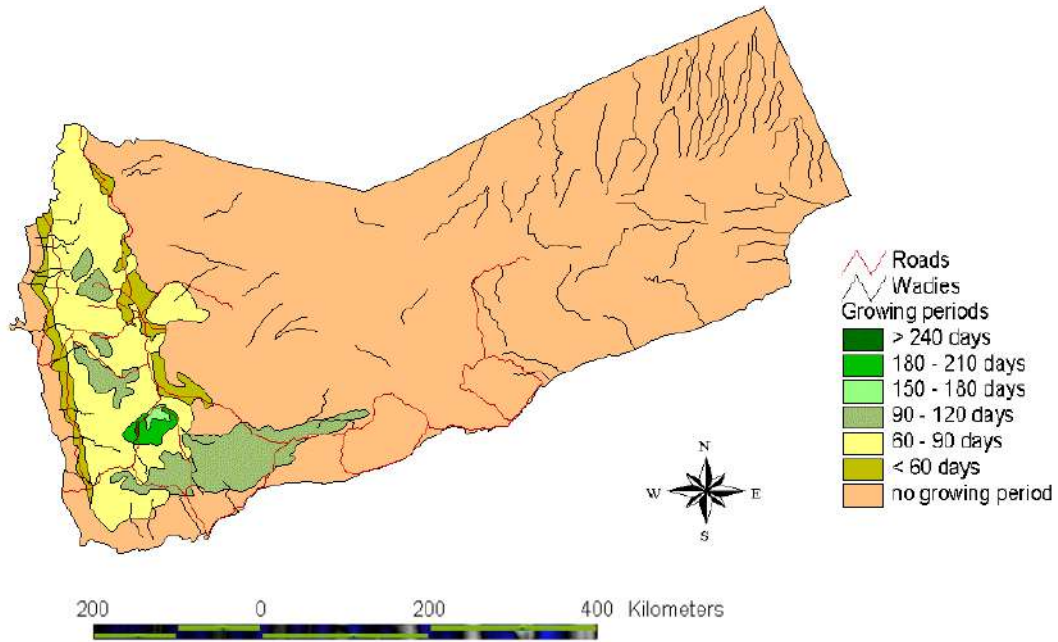 Roads
Wadies
Growing periods
> 240 days
180 - 210 days
150 - 180 days
90 - 120 days
60 - 90 days
< 60 days
no growing period
N
W E
S
200 0 200 400 Kilometers